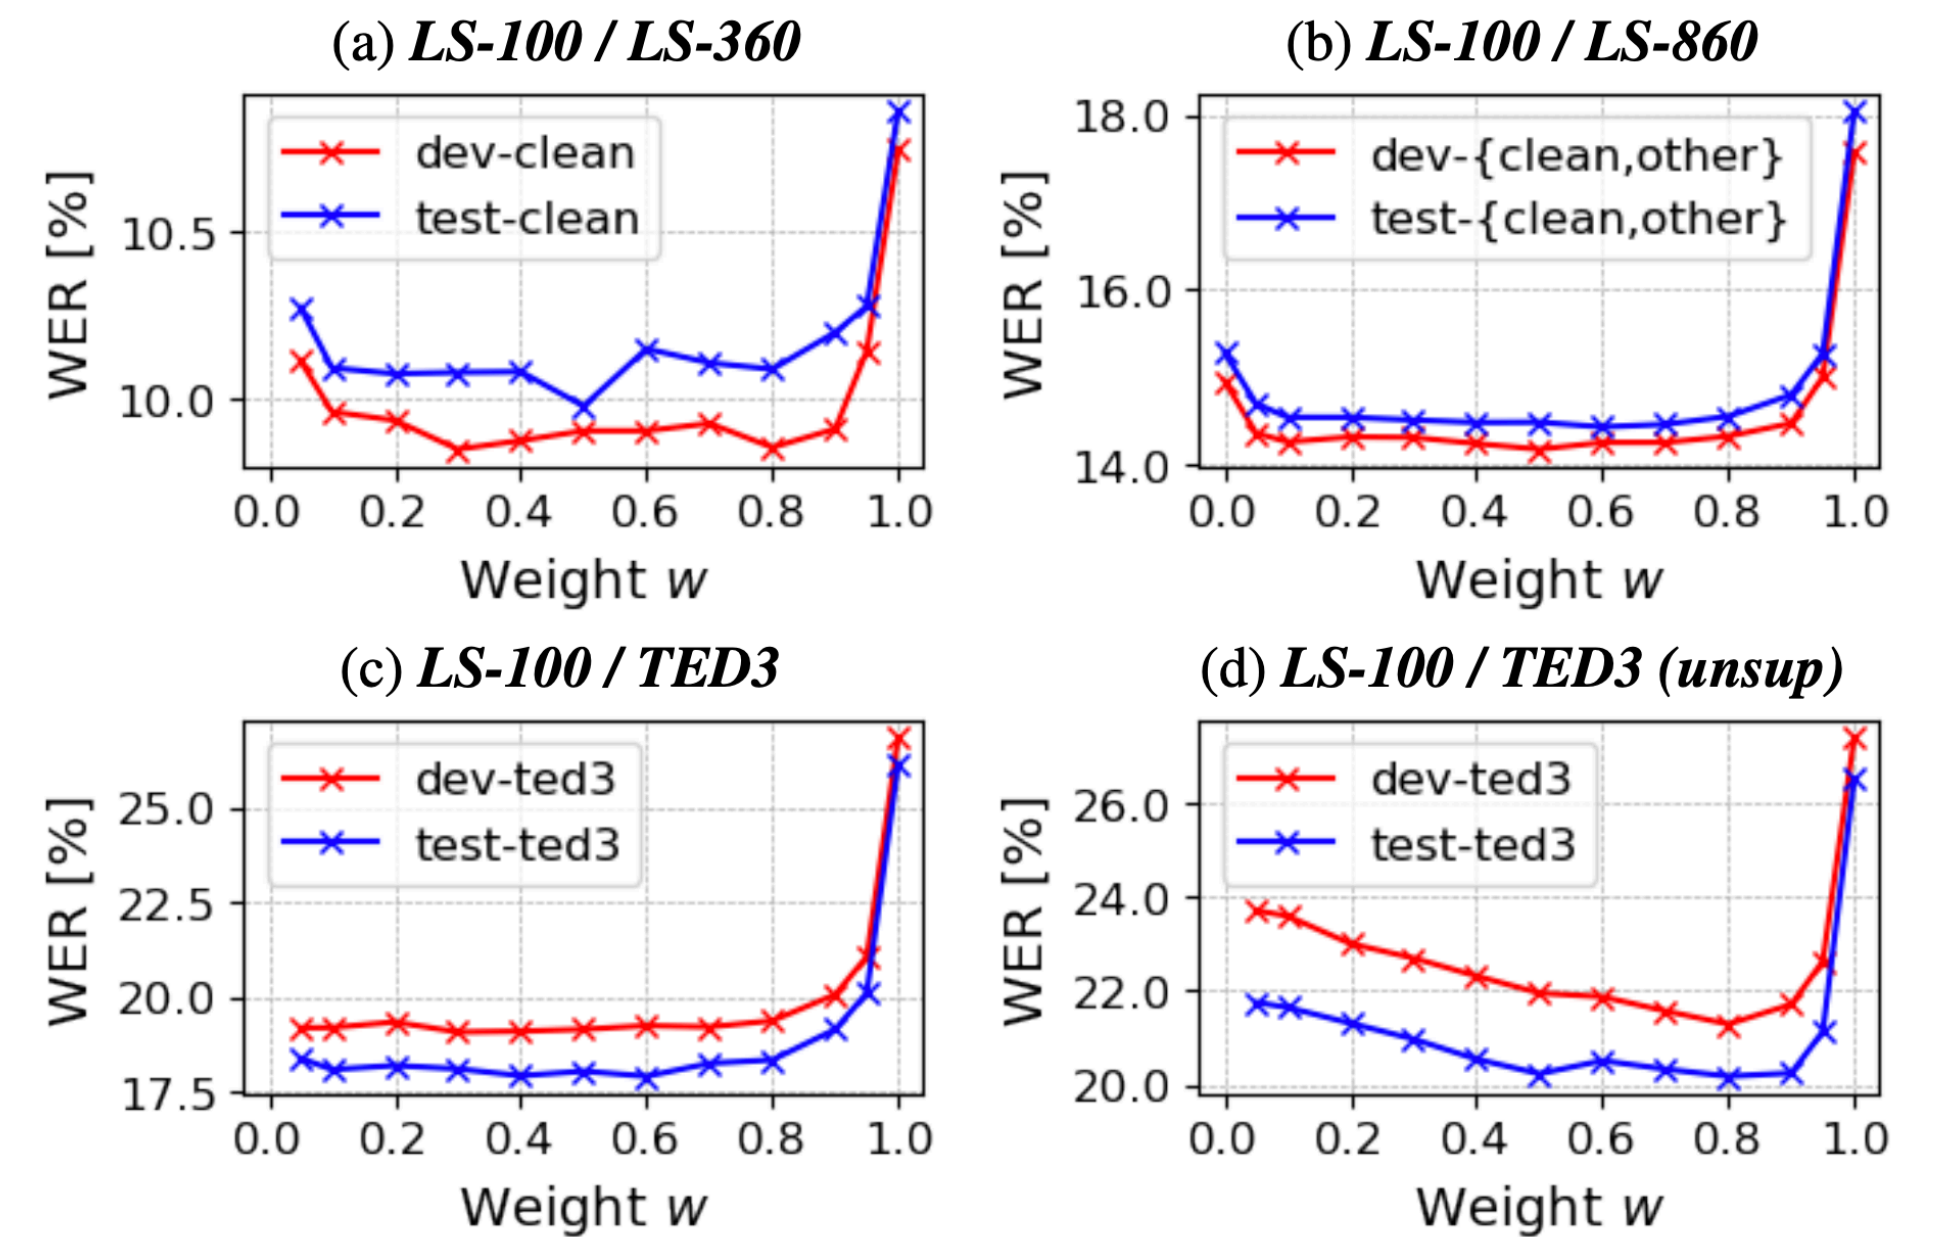 (a) LS-100 / LS-360
WER [%]
10.5
10.0
dev-clean
test-clean
0.0 0.2 0.4 0.6 0.8 1.0
Weight w
(b) LS-100 / LS-860
WER [%]
18.0
16.0
14.0
dev-{clean,other}
test-{clean,other}
0.0 0.2 0.4 0.6 0.8 1.0
Weight w
(c) LS-100 / TED3
WER [%]
25.0
22.5
20.0
17.5
dev-ted3
test-ted3
0.0 0.2 0.4 0.6 0.8 1.0
Weight w
(d) LS-100 / TED3 (unsup)
WER [%]
26.0
24.0
22.0
20.0
dev-ted3
test-ted3
0.0 0.2 0.4 0.6 0.8 1.0
Weight w